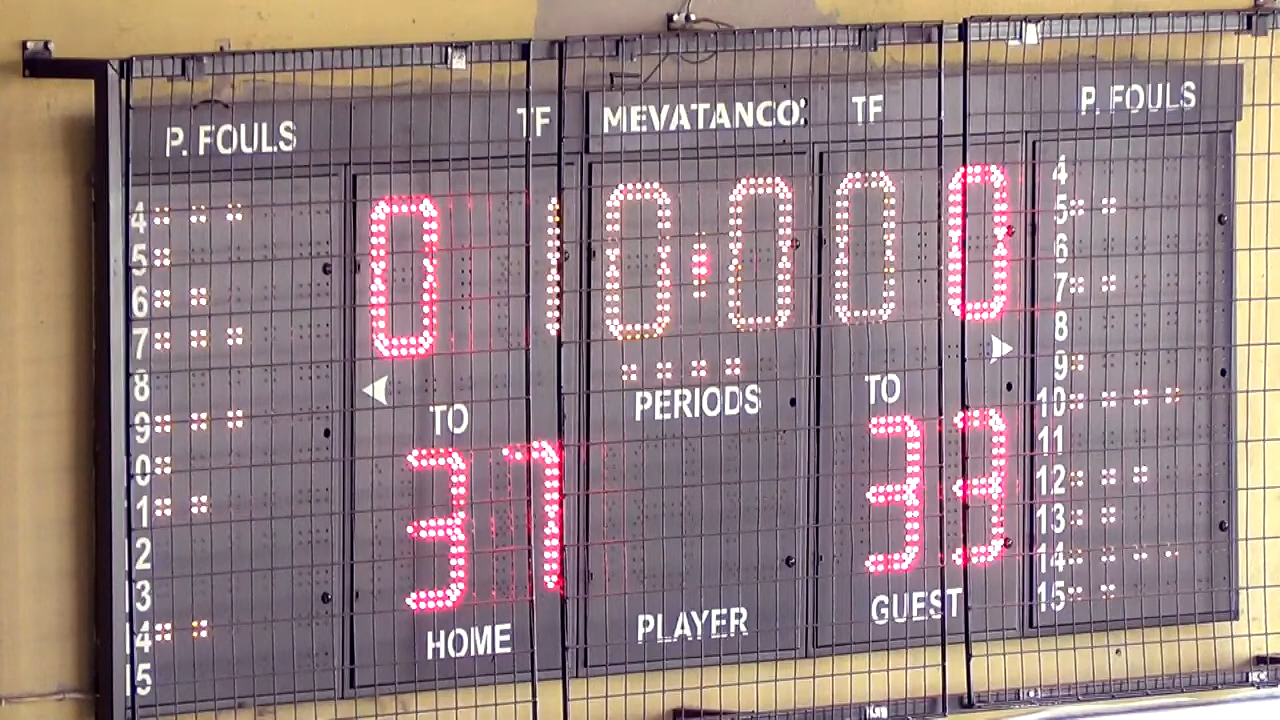 P. FOULS TF MEVATANCO: TF P. FOULS
4 0 1 0:0 0 0 4
5 5
6 6
7 7
8 PERIODS 8
9 TO TO 9
0 10
1 37 33 11
2 12
3 13
4 HOME PLAYER GUEST 14
5 15